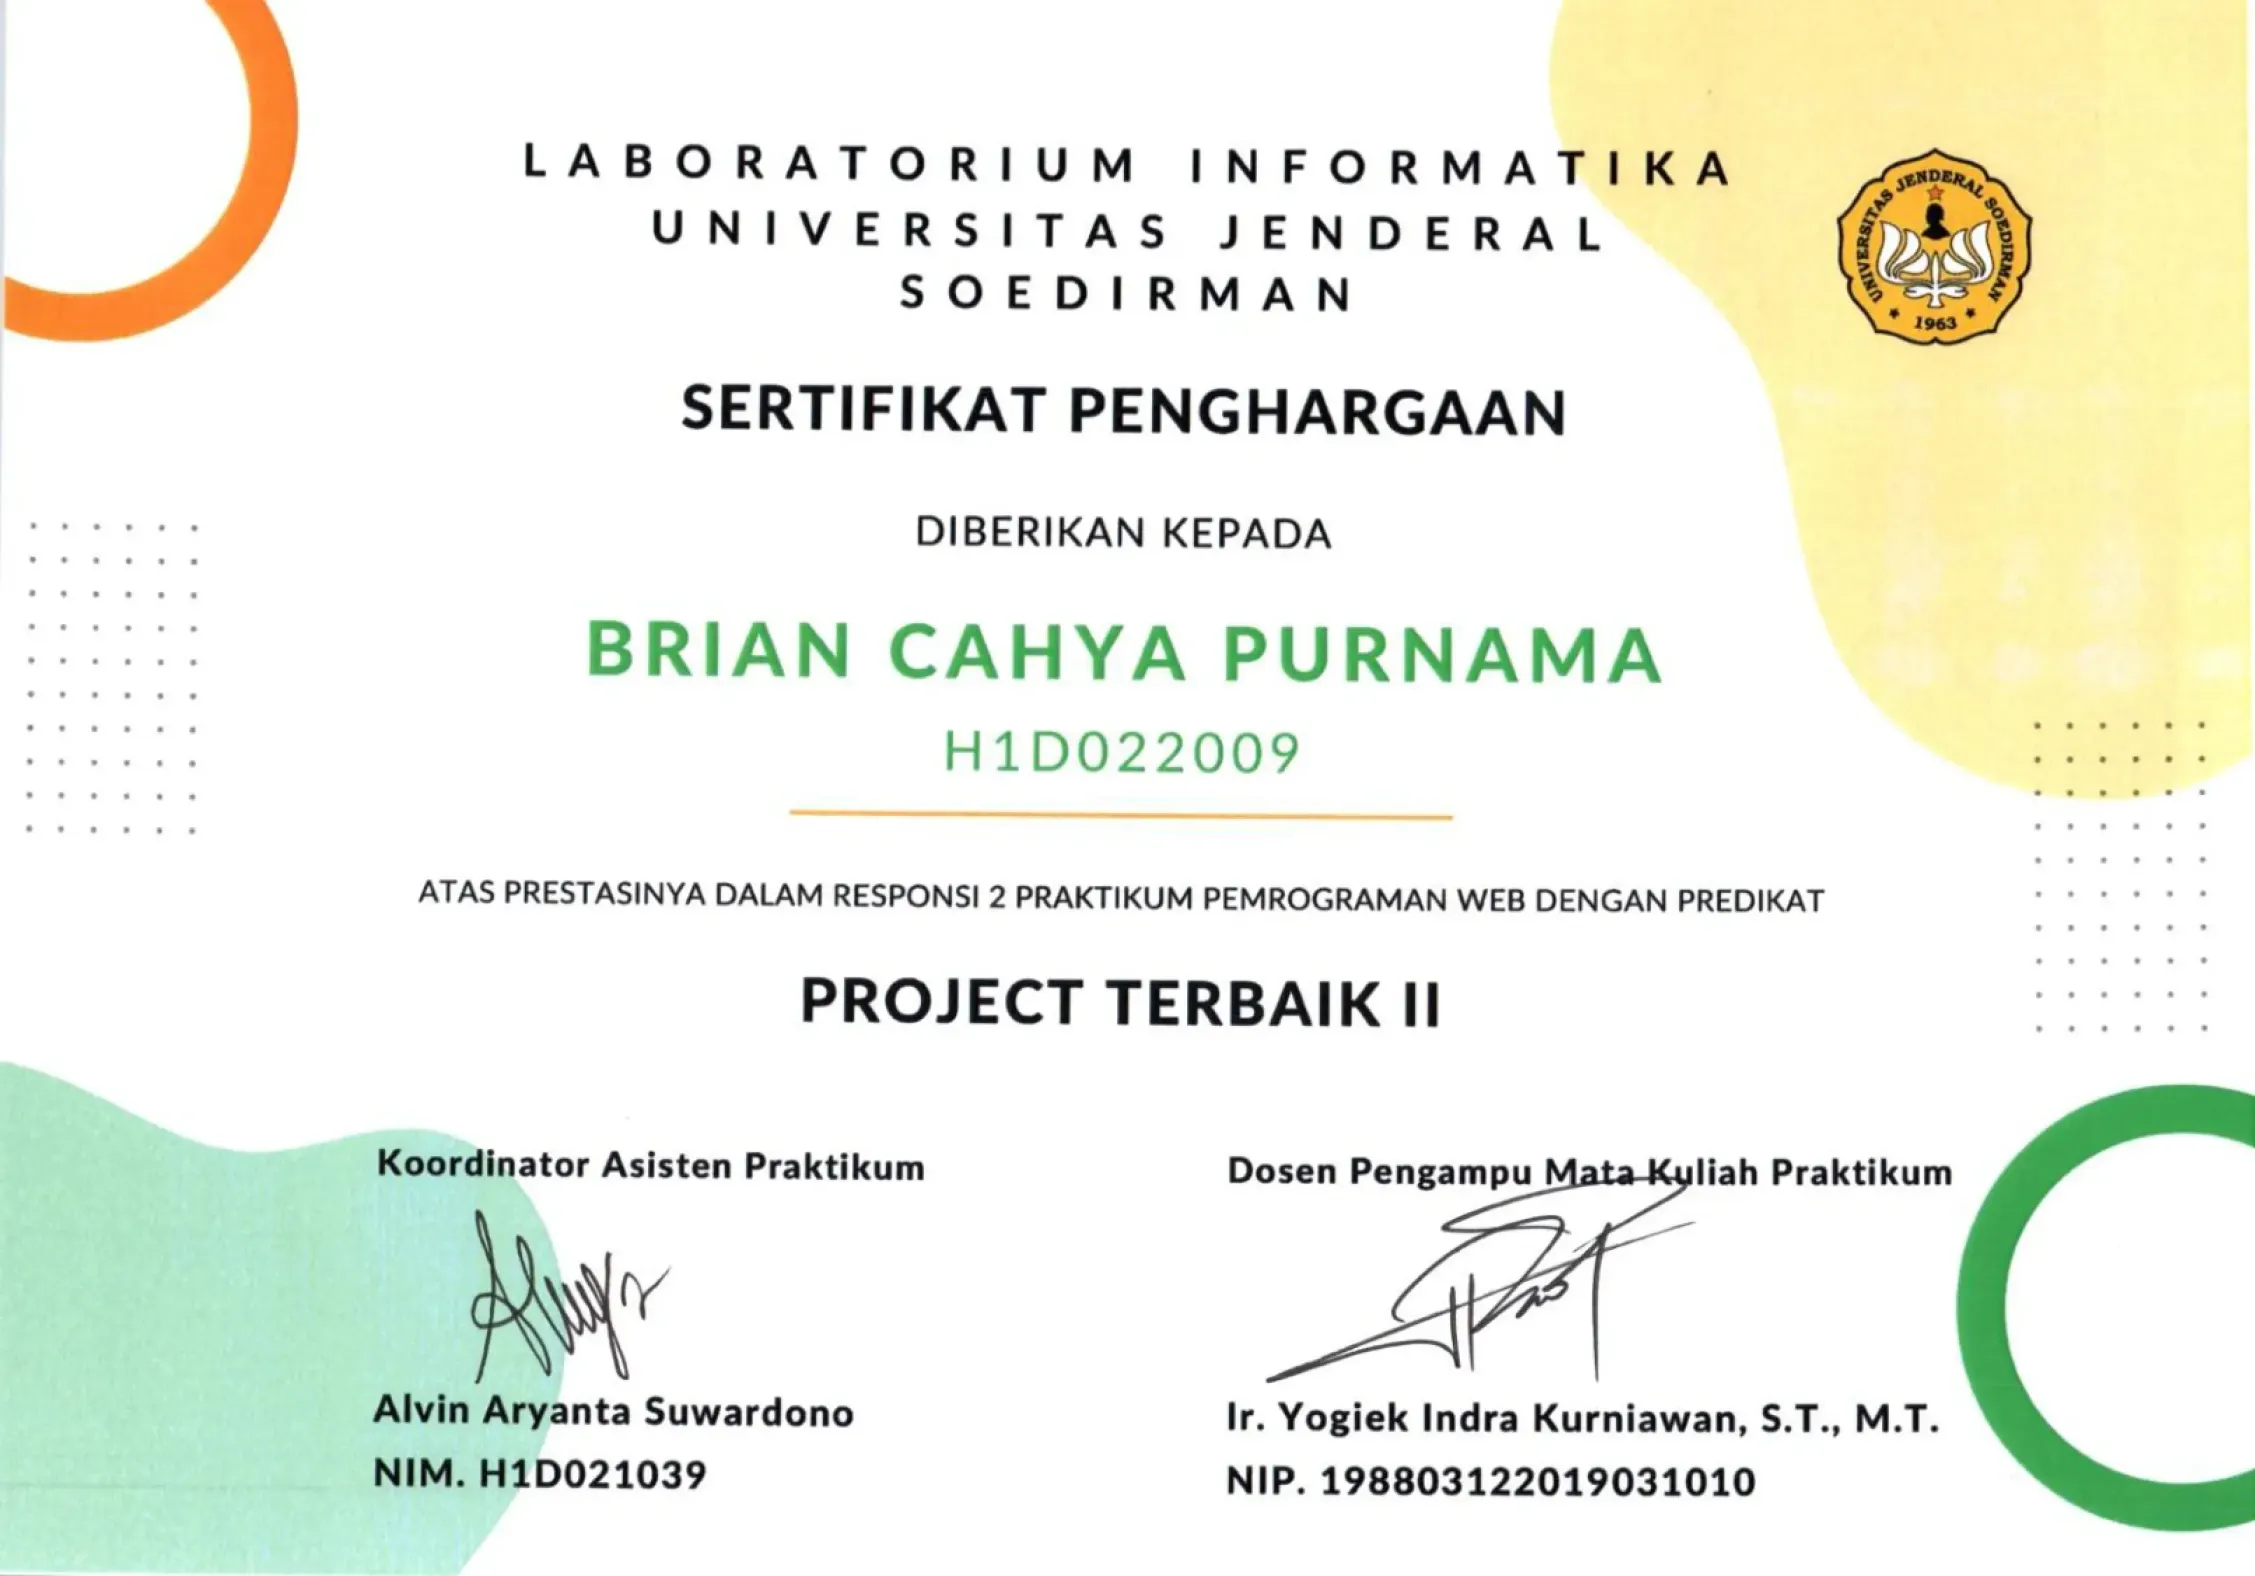 LABORATORIUM INFORMATIKA
UNIVERSITAS JENDERAL
SOEDIRMAN
UNIVERSITAS JENDERAL SOEDIRMAN
1963
SERTIFIKAT PENGHARGAAN
DIBERIKAN KEPADA
BRIAN CAHYA PURNAMA
H1D022009
ATAS PRESTASINYA DALAM RESPONSI 2 PRAKTIKUM PEMROGRAMAN WEB DENGAN PREDIKAT
PROJECT TERBAIK II
Koordinator Asisten Praktikum
Alvin Aryanta Suwardono
NIM. H1D021039
Dosen Pengampu Mata Kuliah Praktikum
Ir. Yogiek Indra Kurniawan, S.T., M.T.
NIP. 198803122019031010